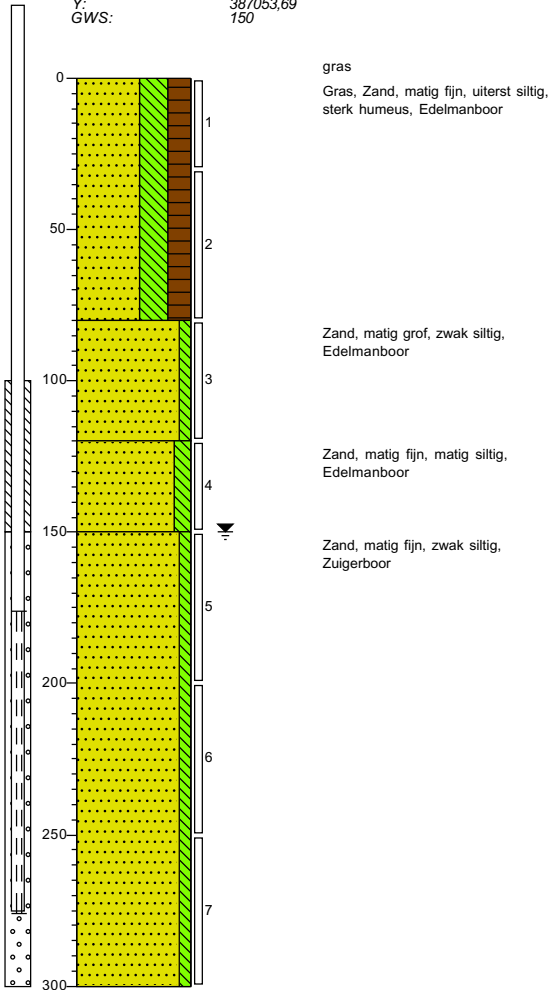 Y: 387053,69
GWS: 150
gras
0
Gras, Zand, matig fijn, uiterst siltig,
sterk humeus, Edelmanboor
1
50
2
Zand, matig grof, zwak siltig,
Edelmanboor
3
100
Zand, matig fijn, matig siltig,
Edelmanboor
4
150
Zand, matig fijn, zwak siltig,
Zuigerboor
5
200
6
250
7
300